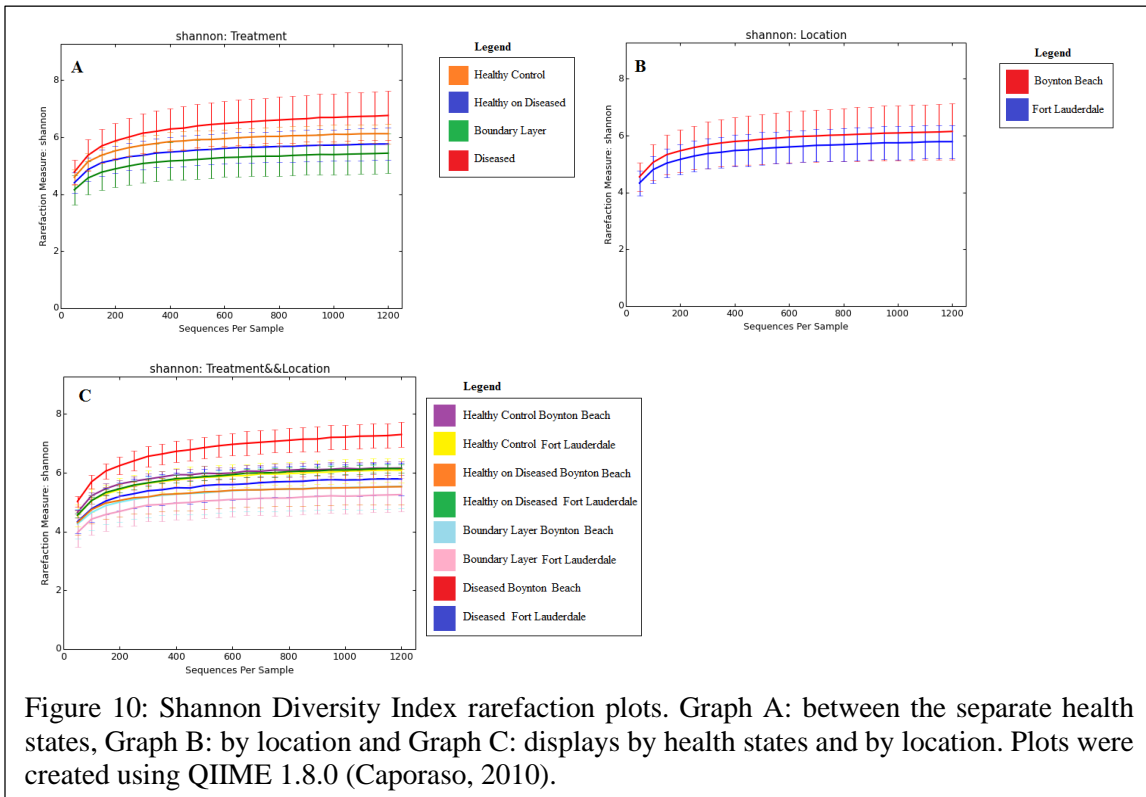 shannon: Treatment
A
Rarefaction Measure: shannon
8
6
4
2
0
0 200 400 600 800 1000 1200
Sequences Per Sample
Legend
Healthy Control
Healthy on Diseased
Boundary Layer
Diseased
shannon: Location
B
Rarefaction Measure: shannon
8
6
4
2
0
0 200 400 600 800 1000 1200
Sequences Per Sample
Legend
Boynton Beach
Fort Lauderdale
shannon: Treatment&&Location
C
Rarefaction Measure: shannon
8
6
4
2
0
0 200 400 600 800 1000 1200
Sequences Per Sample
Legend
Healthy Control Boynton Beach
Healthy Control Fort Lauderdale
Healthy on Diseased Boynton Beach
Healthy on Diseased Fort Lauderdale
Boundary Layer Boynton Beach
Boundary Layer Fort Lauderdale
Diseased Boynton Beach
Diseased Fort Lauderdale
Figure 10: Shannon Diversity Index rarefaction plots. Graph A: between the separate health
states, Graph B: by location and Graph C: displays by health states and by location. Plots were
created using QIIME 1.8.0 (Caporaso, 2010).